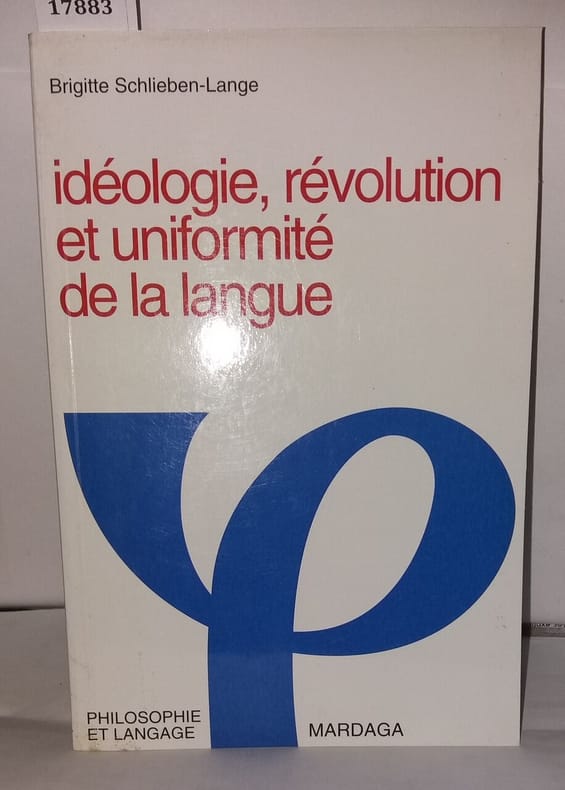 17883
Brigitte Schlieben-Lange
idéologie, révolution
et uniformité
de la langue
PHILOSOPHIE
ET LANGAGE
MARDAGA